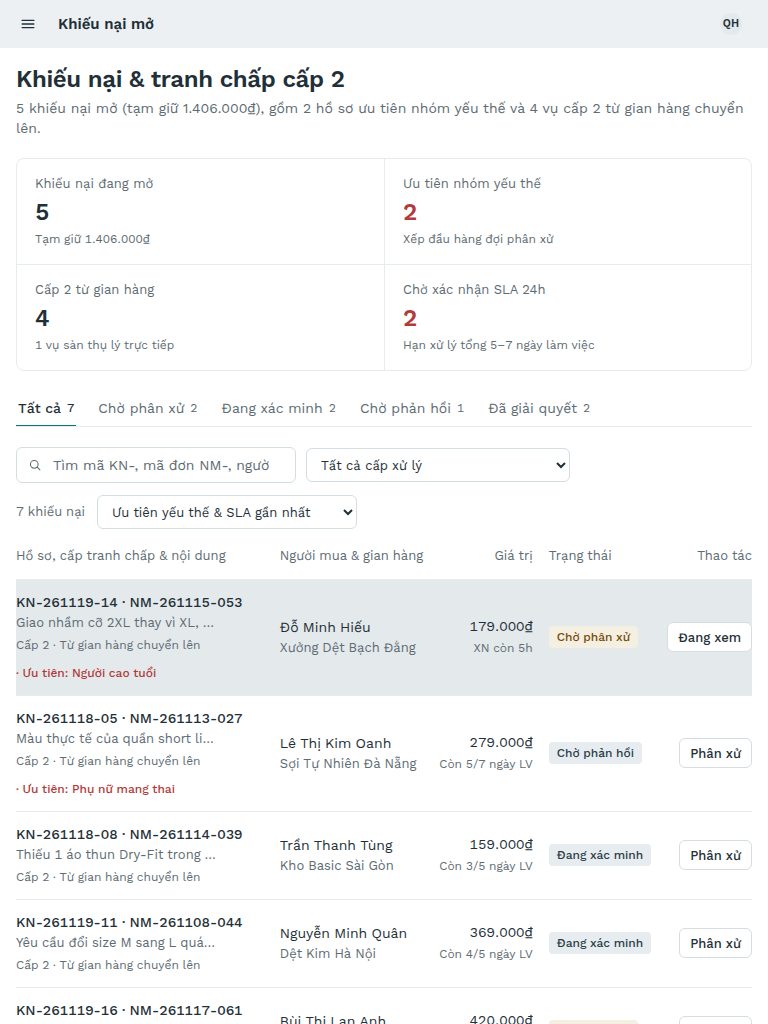 Khiếu nại mở
QH
Khiếu nại & tranh chấp cấp 2
5 khiếu nại mở (tạm giữ 1.406.000₫), gồm 2 hồ sơ ưu tiên nhóm yếu thế và 4 vụ cấp 2 từ gian hàng chuyển
lên.
Khiếu nại đang mở
5
Tạm giữ 1.406.000₫
Ưu tiên nhóm yếu thế
2
Xếp đầu hàng đợi phân xử
Cấp 2 từ gian hàng
4
1 vụ sàn thụ lý trực tiếp
Chờ xác nhận SLA 24h
2
Hạn xử lý tổng 5–7 ngày làm việc
Tất cả 7
Chờ phân xử 2
Đang xác minh 2
Chờ phản hồi 1
Đã giải quyết 2
Tìm mã KN-, mã đơn NM-, ngườ
Tất cả cấp xử lý
7 khiếu nại
Ưu tiên yếu thế & SLA gần nhất
Hồ sơ, cấp tranh chấp & nội dung
Người mua & gian hàng
Giá trị
Trạng thái
Thao tác
KN-261119-14 · NM-261115-053
Giao nhầm cỡ 2XL thay vì XL, ...
Cấp 2 · Từ gian hàng chuyển lên
· Ưu tiên: Người cao tuổi
Đỗ Minh Hiếu
Xưởng Dệt Bạch Đằng
179.000₫
XN còn 5h
Chờ phân xử
Đang xem
KN-261118-05 · NM-261113-027
Màu thực tế của quần short li...
Cấp 2 · Từ gian hàng chuyển lên
· Ưu tiên: Phụ nữ mang thai
Lê Thị Kim Oanh
Sợi Tự Nhiên Đà Nẵng
279.000₫
Còn 5/7 ngày LV
Chờ phản hồi
Phân xử
KN-261118-08 · NM-261114-039
Thiếu 1 áo thun Dry-Fit trong ...
Cấp 2 · Từ gian hàng chuyển lên
Trần Thanh Tùng
Kho Basic Sài Gòn
159.000₫
Còn 3/5 ngày LV
Đang xác minh
Phân xử
KN-261119-11 · NM-261108-044
Yêu cầu đổi size M sang L quá...
Cấp 2 · Từ gian hàng chuyển lên
Nguyễn Minh Quân
Dệt Kim Hà Nội
369.000₫
Còn 4/5 ngày LV
Đang xác minh
Phân xử
KN-261119-16 · NM-261117-061
Bùi Thị Lan Anh
420.000₫